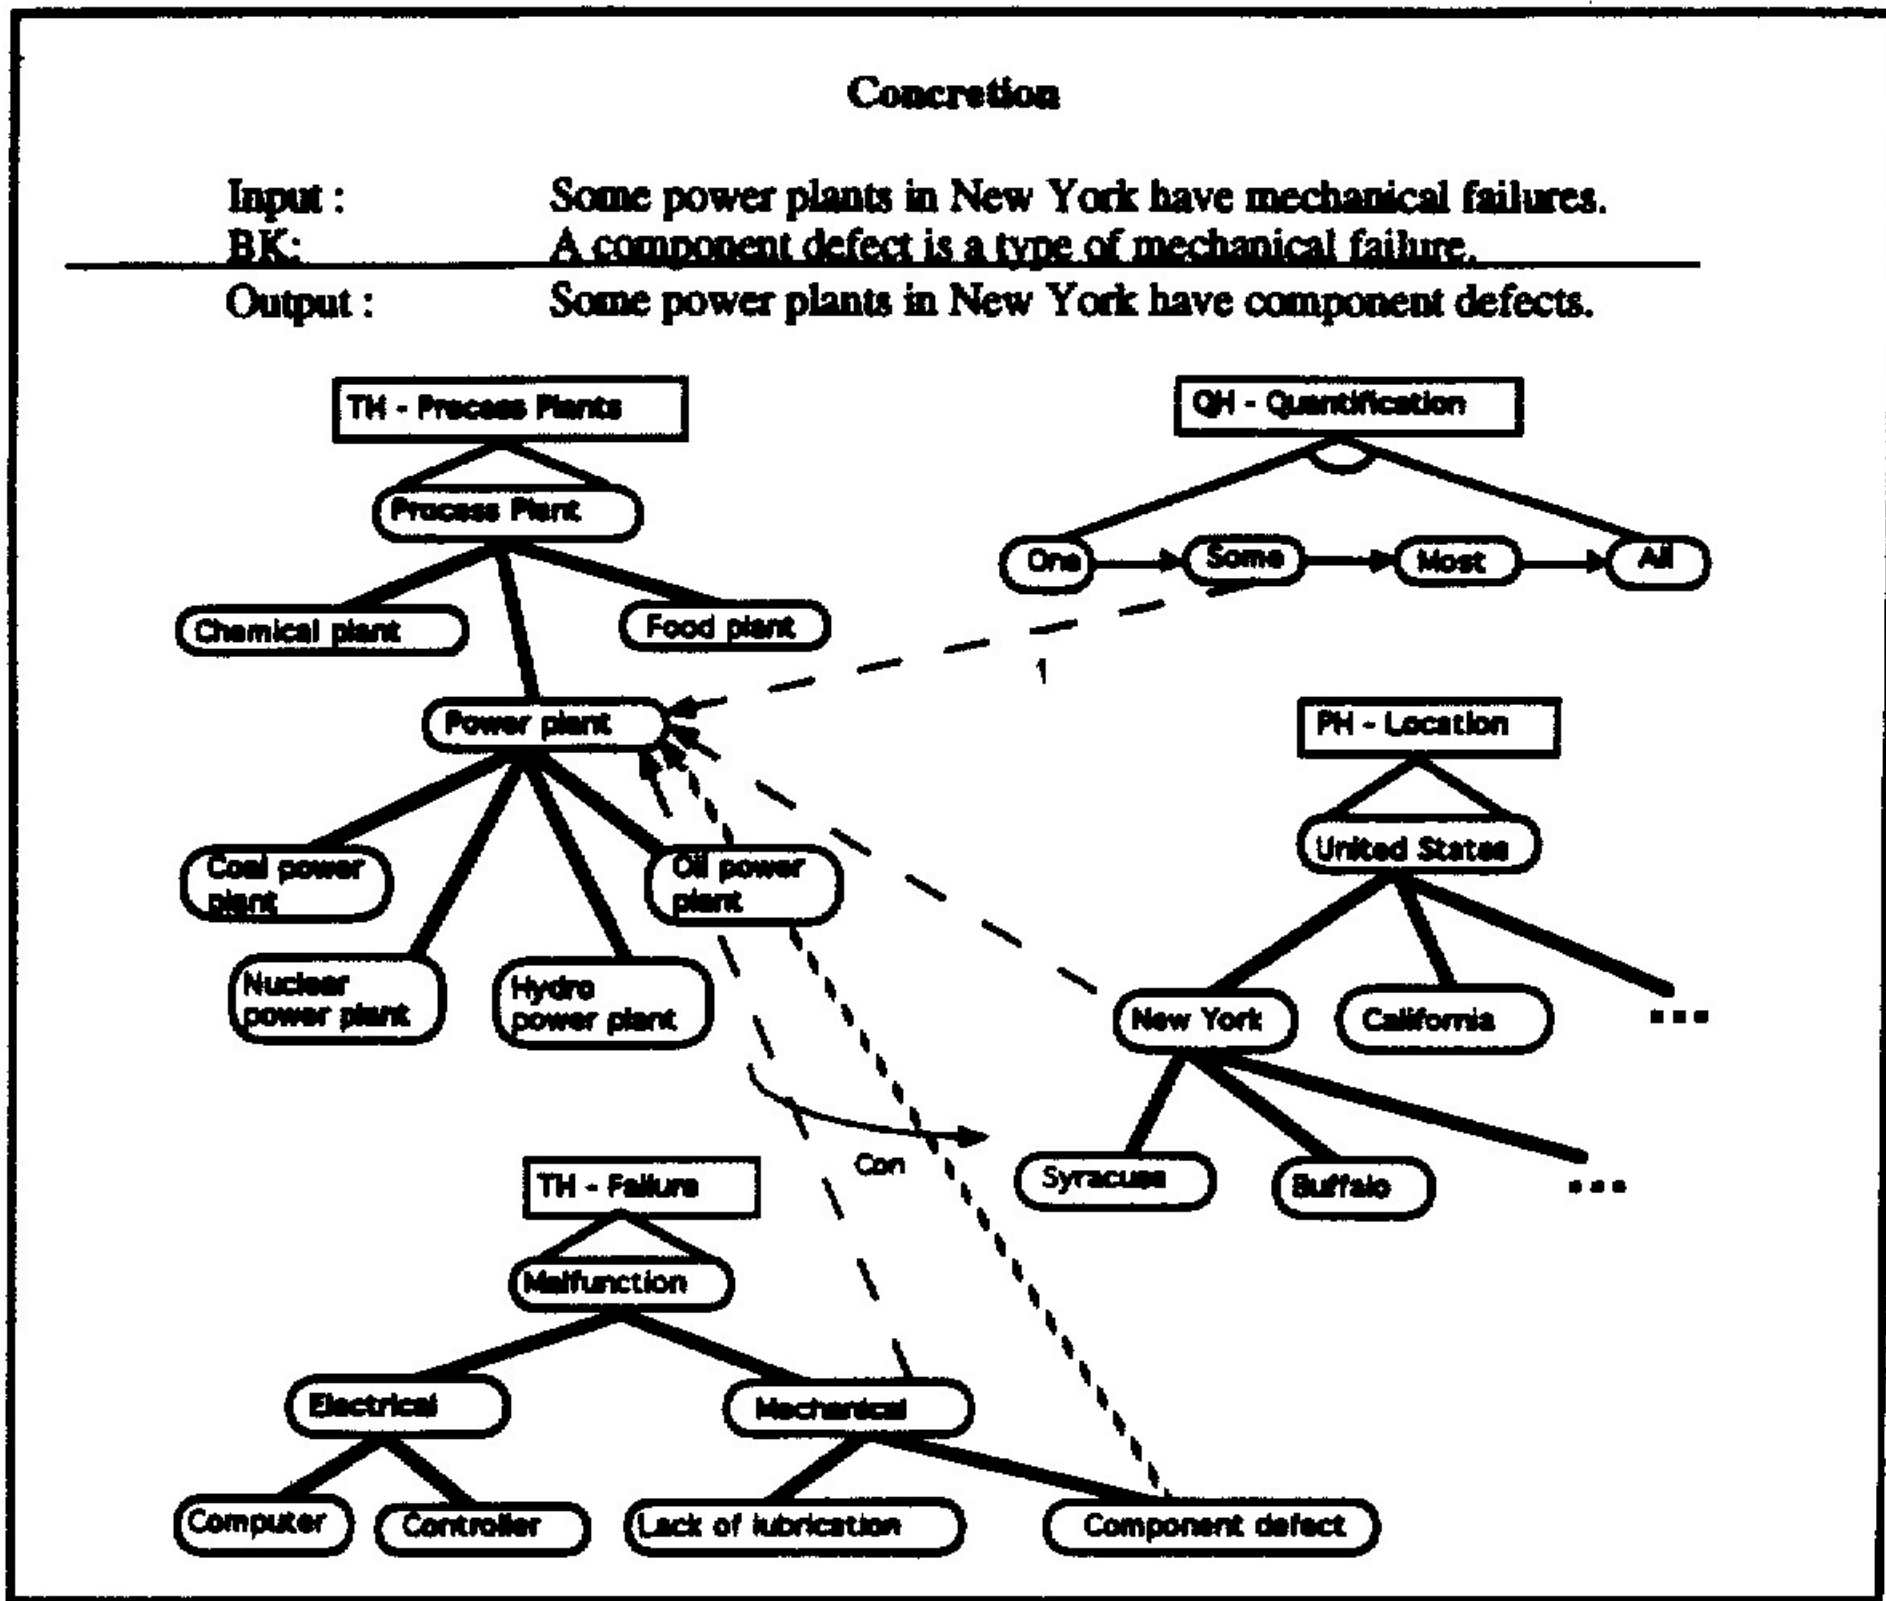 Concretion
Input : Some power plants in New York have mechanical failures.
BK: A component defect is a type of mechanical failure.
Output : Some power plants in New York have component defects.
TH - Process Plants
QH - Quantification
Process Plant
One
Some
Most
All
Chemical plant
Food plant
1
Power plant
PH - Location
United States
Coal power
plant
Oil power
plant
Nuclear
power plant
Hydro
power plant
New York
California
...
Con
TH - Failure
Syracuse
Buffalo
...
Malfunction
Electrical
Mechanical
Computer
Controller
Lack of lubrication
Component defect